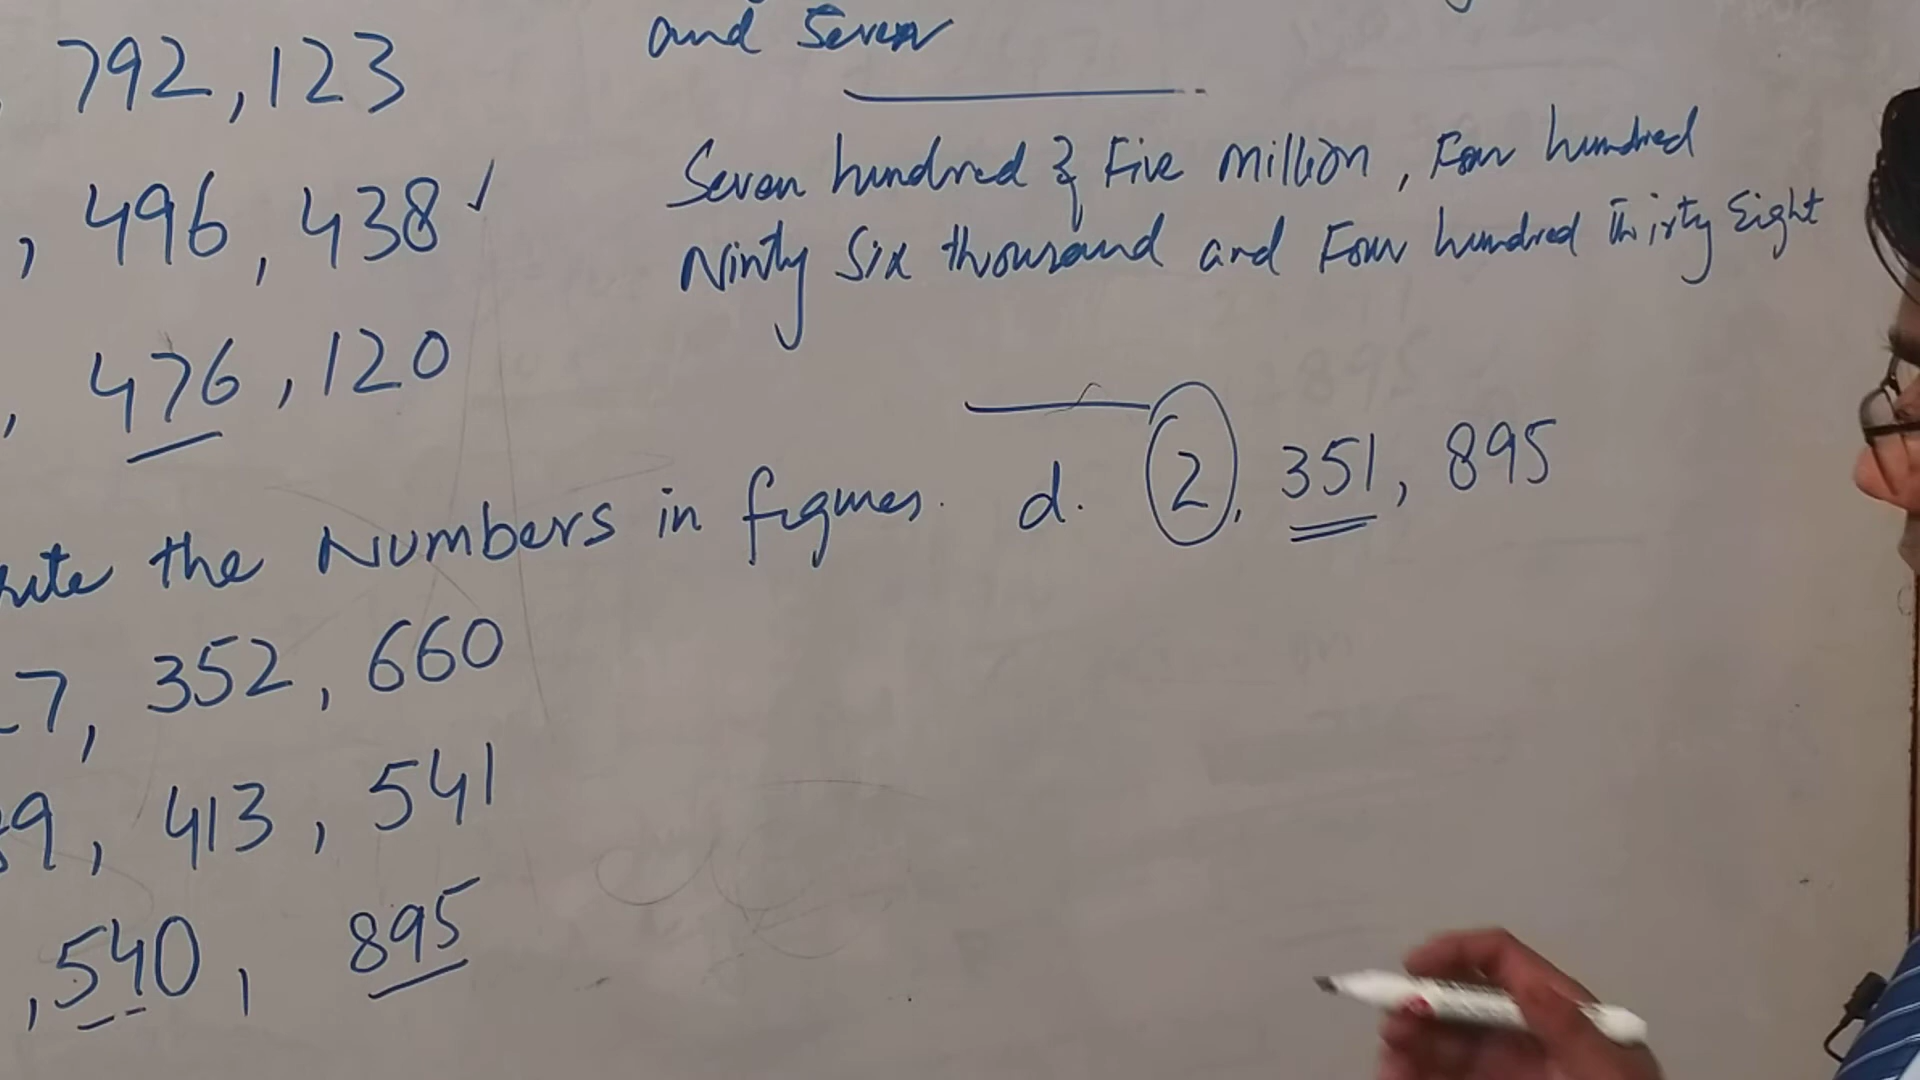 792,123
and Seven
, 496, 438 ✓
Seven hundred & Five million, Four hundred
Ninty Six thousand and Four hundred Thirty Eight
, 476, 120
the Numbers in figures.
d. 2, 351, 895
7, 352, 660
9, 413, 541
,540, 895